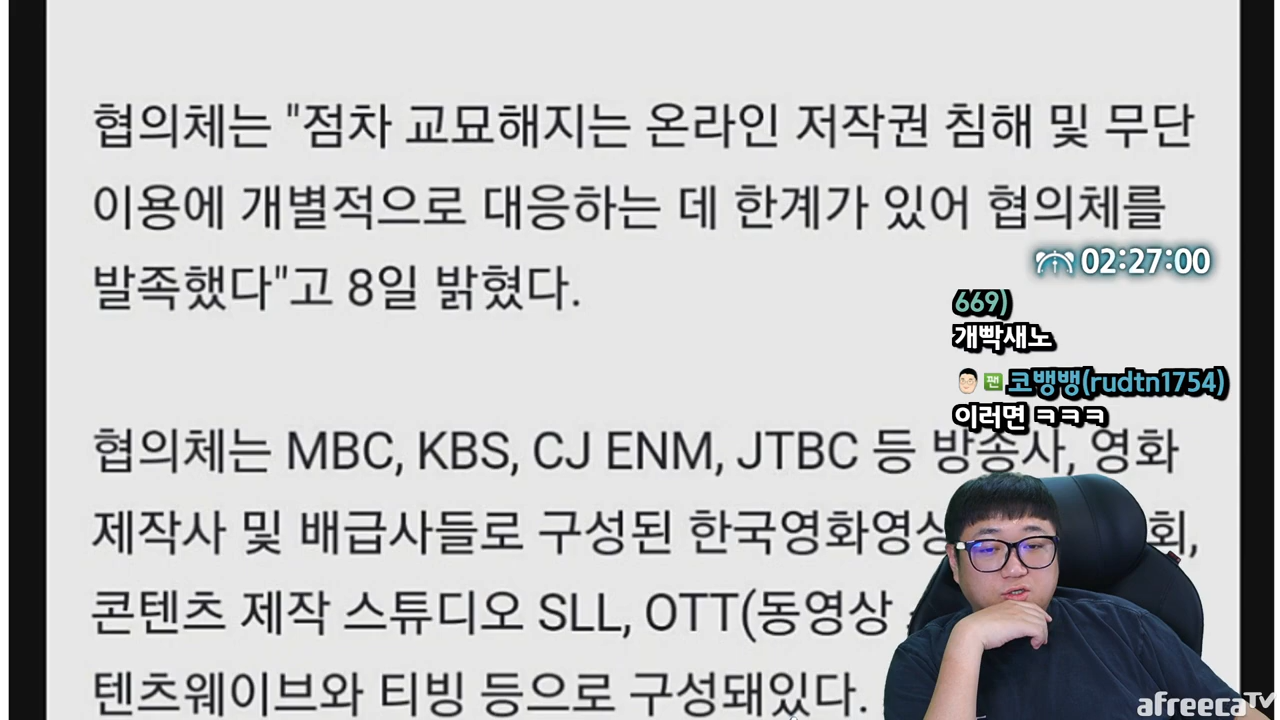 협의체는 "점차 교묘해지는 온라인 저작권 침해 및 무단
이용에 개별적으로 대응하는 데 한계가 있어 협의체를
발족했다"고 8일 밝혔다.
협의체는 MBC, KBS, CJ ENM, JTBC 등 방송사, 영화
제작사 및 배급사들로 구성된 한국영화영상 회,
콘텐츠 제작 스튜디오 SLL, OTT(동영상
텐츠웨이브와 티빙 등으로 구성돼있다.
02:27:00
669)
개빡새노
팬 코뱅뱅(rudtn1754)
이러면 ㅋㅋㅋ
afreecaTV